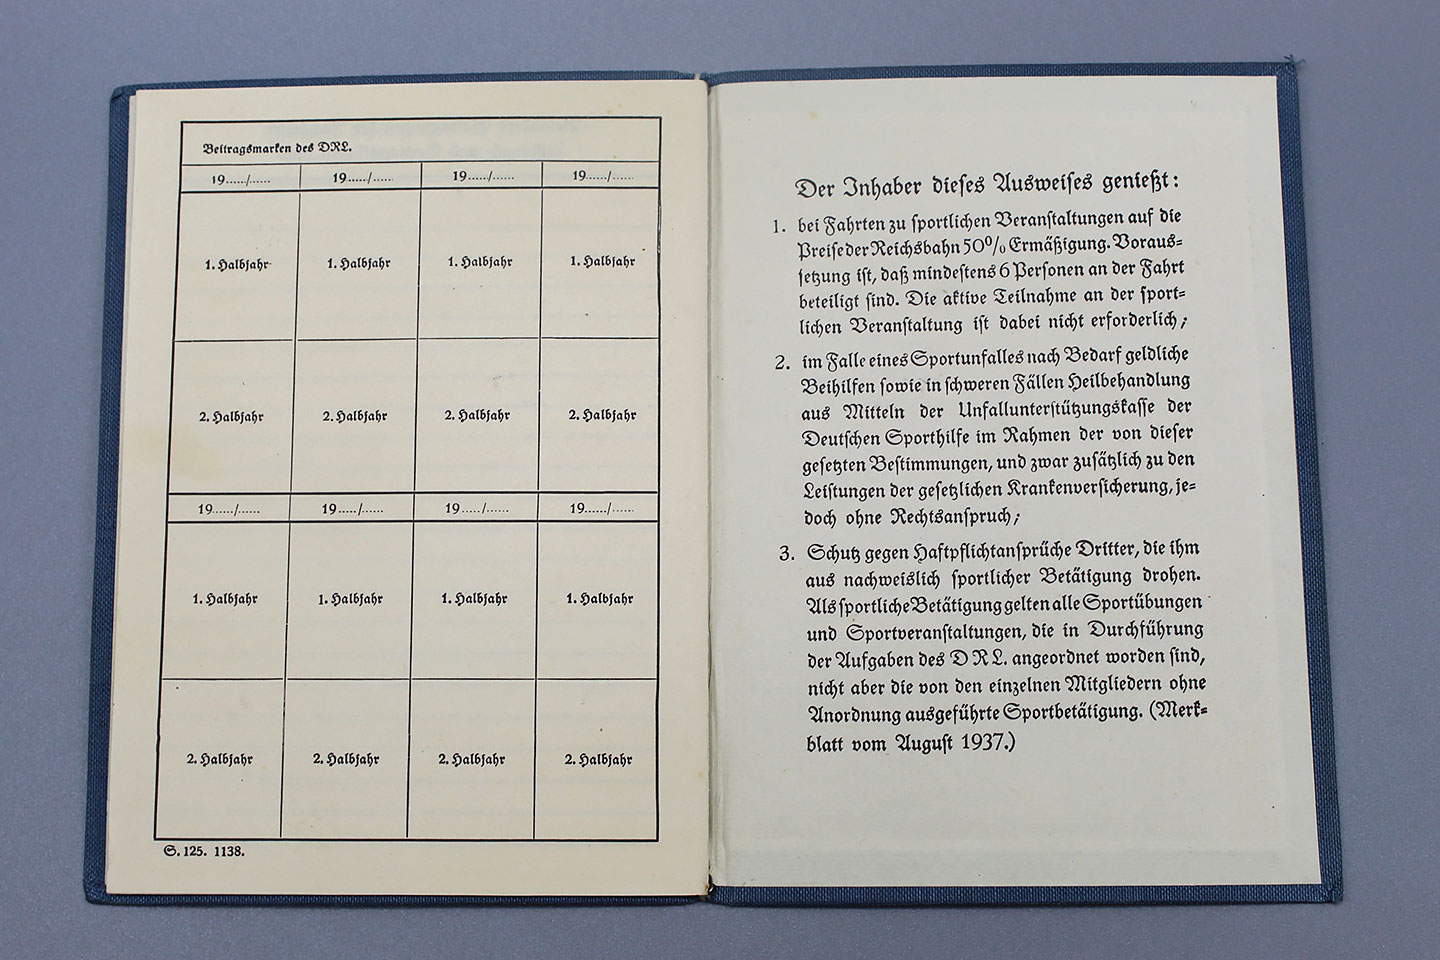 Beitragsmarken des DRL.
19....../...... 19...../..... 19...../...... 19....../......
1. Halbjahr 1. Halbjahr 1. Halbjahr 1. Halbjahr
2. Halbjahr 2. Halbjahr 2. Halbjahr 2. Halbjahr
19....../...... 19...../...... 19...../...... 19....../......
1. Halbjahr 1. Halbjahr 1. Halbjahr 1. Halbjahr
2. Halbjahr 2. Halbjahr 2. Halbjahr 2. Halbjahr
S. 125. 1138.
Der Inhaber dieses Ausweises genießt:
1. bei Fahrten zu sportlichen Veranstaltungen auf die
Preise der Reichsbahn 50% Ermäßigung. Voraus-
setzung ist, daß mindestens 6 Personen an der Fahrt
beteiligt sind. Die aktive Teilnahme an der sport-
lichen Veranstaltung ist dabei nicht erforderlich;
2. im Falle eines Sportunfalles nach Bedarf geldliche
Beihilfen sowie in schweren Fällen Heilbehandlung
aus Mitteln der Unfallunterstützungskasse der
Deutschen Sporthilfe im Rahmen der von dieser
gesetzten Bestimmungen, und zwar zusätzlich zu den
Leistungen der gesetzlichen Krankenversicherung, je-
doch ohne Rechtsanspruch;
3. Schutz gegen Haftpflichtansprüche Dritter, die ihm
aus nachweislich sportlicher Betätigung drohen.
Als sportliche Betätigung gelten alle Sportübungen
und Sportveranstaltungen, die in Durchführung
der Aufgaben des DRL. angeordnet worden sind,
nicht aber die von den einzelnen Mitgliedern ohne
Anordnung ausgeführte Sportbetätigung. (Merk-
blatt vom August 1937.)